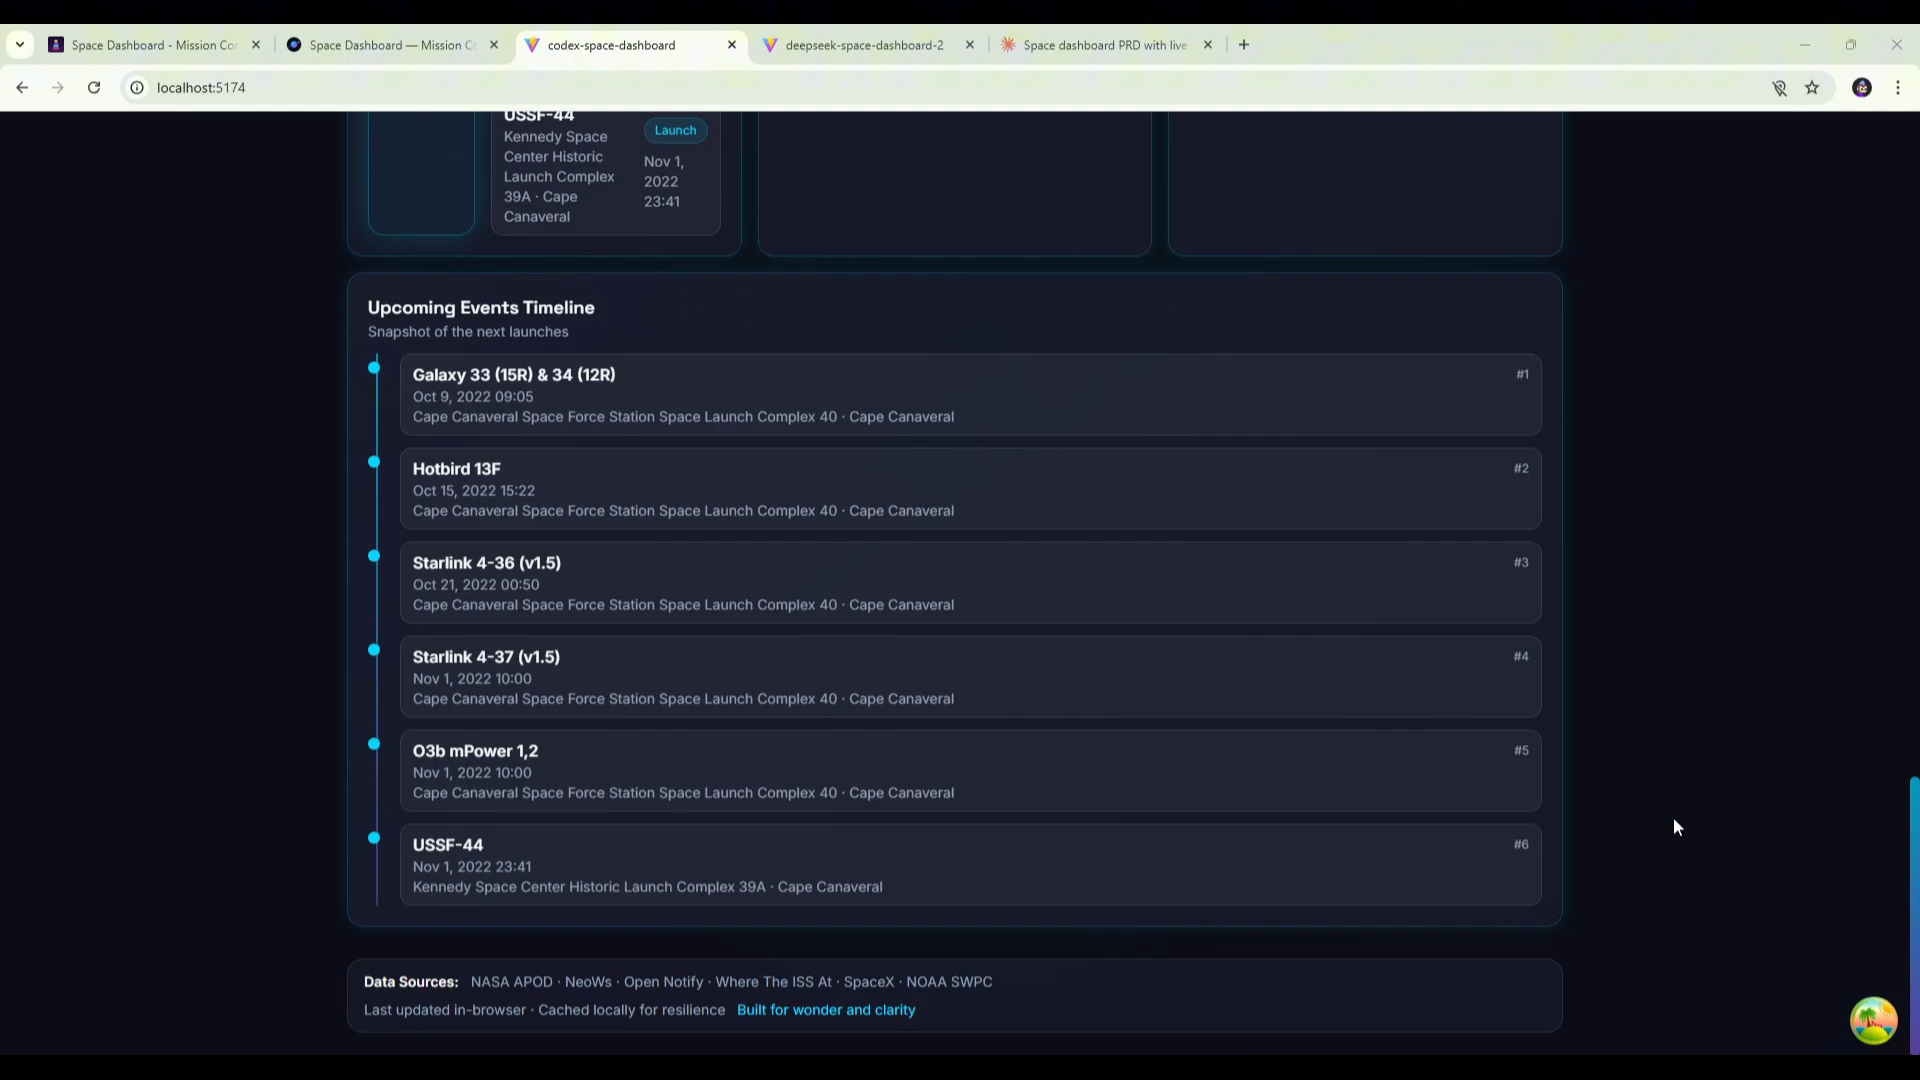 Space Dashboard - Mission Co
Space Dashboard — Mission Co
codex-space-dashboard
deepseek-space-dashboard-2
Space dashboard PRD with live
localhost:5174
USSF-44
Kennedy Space
Center Historic
Launch Complex
39A · Cape
Canaveral
Launch
Nov 1,
2022
23:41
Upcoming Events Timeline
Snapshot of the next launches
Galaxy 33 (15R) & 34 (12R)
#1
Oct 9, 2022 09:05
Cape Canaveral Space Force Station Space Launch Complex 40 · Cape Canaveral
Hotbird 13F
#2
Oct 15, 2022 15:22
Cape Canaveral Space Force Station Space Launch Complex 40 · Cape Canaveral
Starlink 4-36 (v1.5)
#3
Oct 21, 2022 00:50
Cape Canaveral Space Force Station Space Launch Complex 40 · Cape Canaveral
Starlink 4-37 (v1.5)
#4
Nov 1, 2022 10:00
Cape Canaveral Space Force Station Space Launch Complex 40 · Cape Canaveral
O3b mPower 1,2
#5
Nov 1, 2022 10:00
Cape Canaveral Space Force Station Space Launch Complex 40 · Cape Canaveral
USSF-44
#6
Nov 1, 2022 23:41
Kennedy Space Center Historic Launch Complex 39A · Cape Canaveral
Data Sources: NASA APOD · NeoWs · Open Notify · Where The ISS At · SpaceX · NOAA SWPC
Last updated in-browser · Cached locally for resilience Built for wonder and clarity